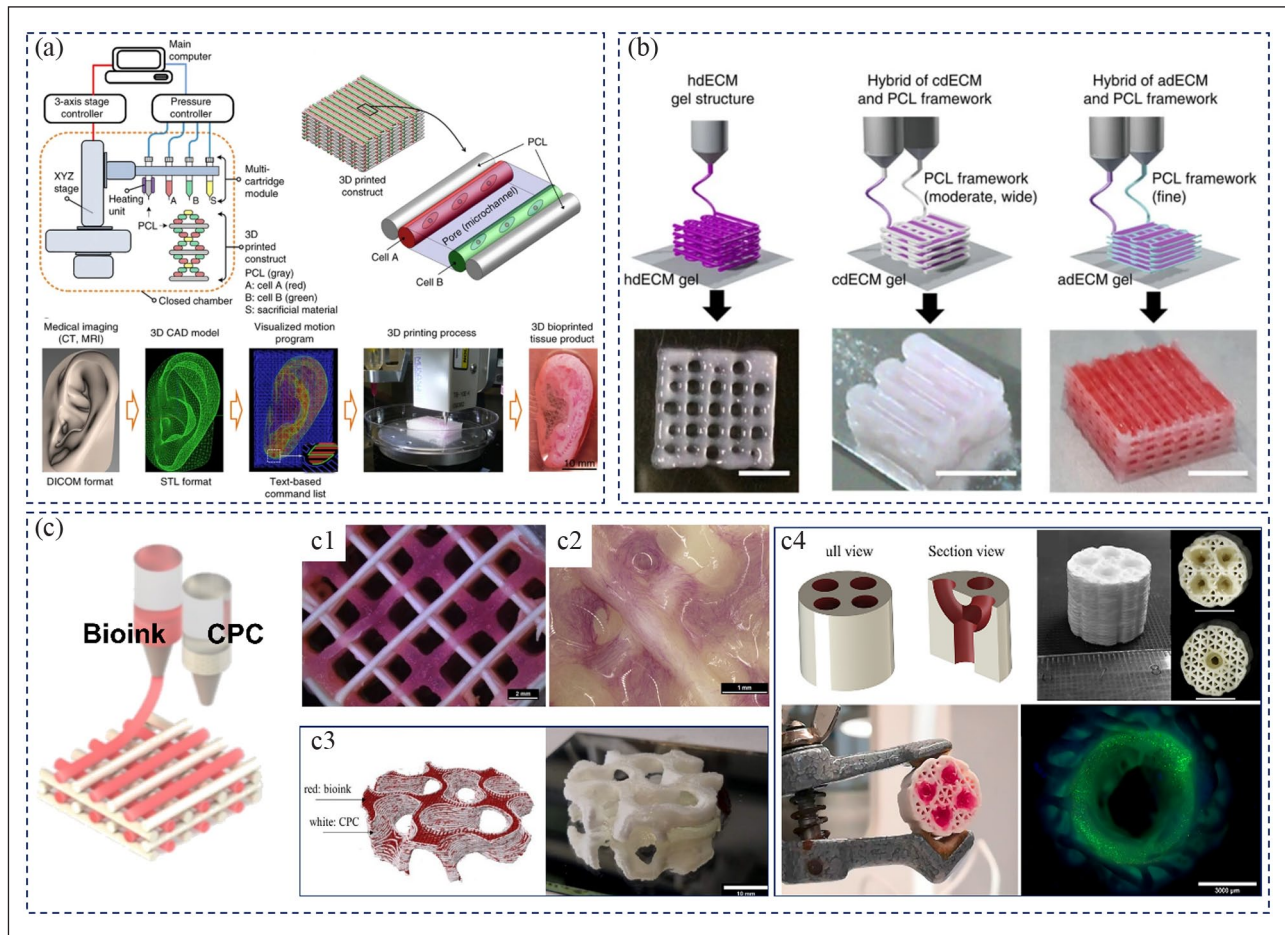 (a)
Main
computer
3-axis stage
controller
Pressure
controller
XYZ
stage
Heating
unit
A
B
S
Multi-
cartridge
module
PCL
3D
printed
construct
PCL (gray)
A: cell A (red)
B: cell B (green)
S: sacrificial material
Closed chamber
3D printed
construct
PCL
Pore (microchannel)
Cell A
Cell B
Medical imaging
(CT, MRI)
3D CAD model
Visualized motion
program
3D printing process
3D bioprinted
tissue product
10 mm
DICOM format
STL format
Text-based
command list
(b)
hdECM
gel structure
Hybrid of cdECM
and PCL framework
Hybrid of adECM
and PCL framework
PCL framework
(moderate, wide)
PCL framework
(fine)
hdECM gel
cdECM gel
adECM gel
(c)
Bioink
CPC
c1
2 mm
c2
1 mm
c3
red: bioink
white: CPC
10 mm
c4
ull view
Section view
3000 µm